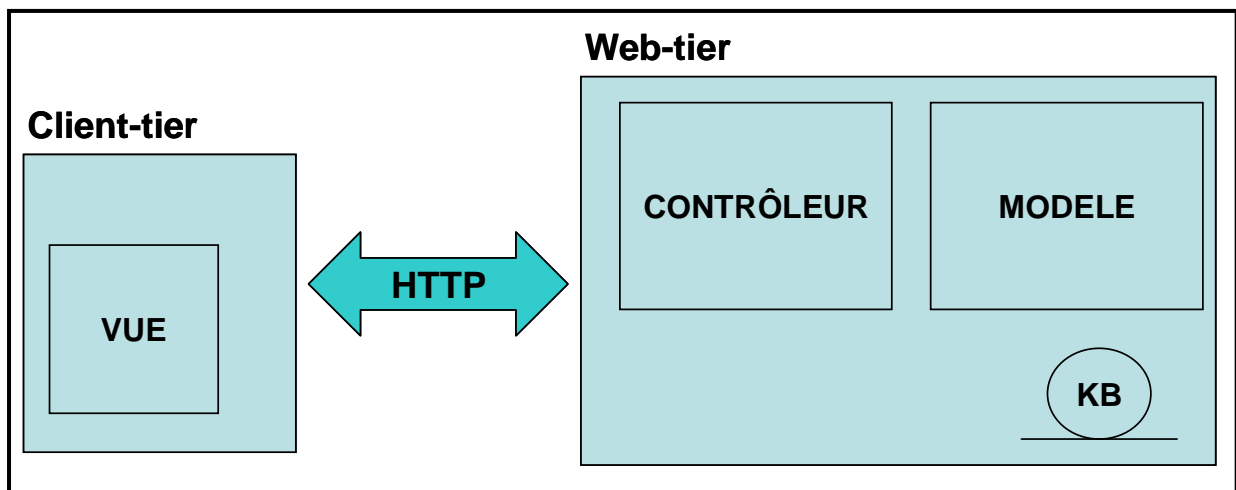 Web-tier
Client-tier
CONTRÔLEUR
MODELE
HTTP
VUE
KB